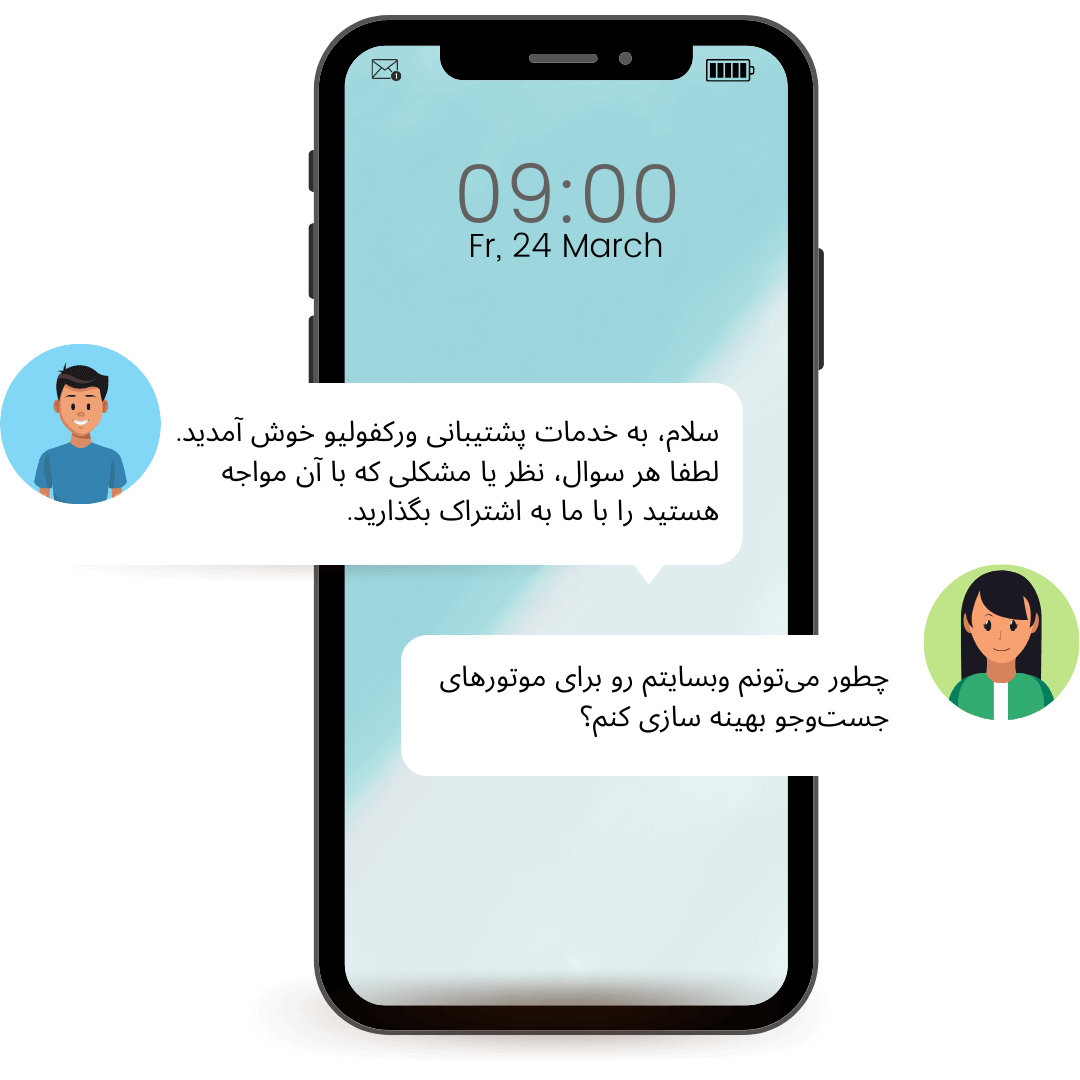 09:00
Fr, 24 March
سلام، به خدمات پشتیبانی ورکفولیو خوش آمدید.
لطفا هر سوال، نظر یا مشکلی که با آن مواجه
هستید را با ما به اشتراک بگذارید.
چطور می‌تونم وبسایتم رو برای موتورهای
جست‌وجو بهینه سازی کنم؟